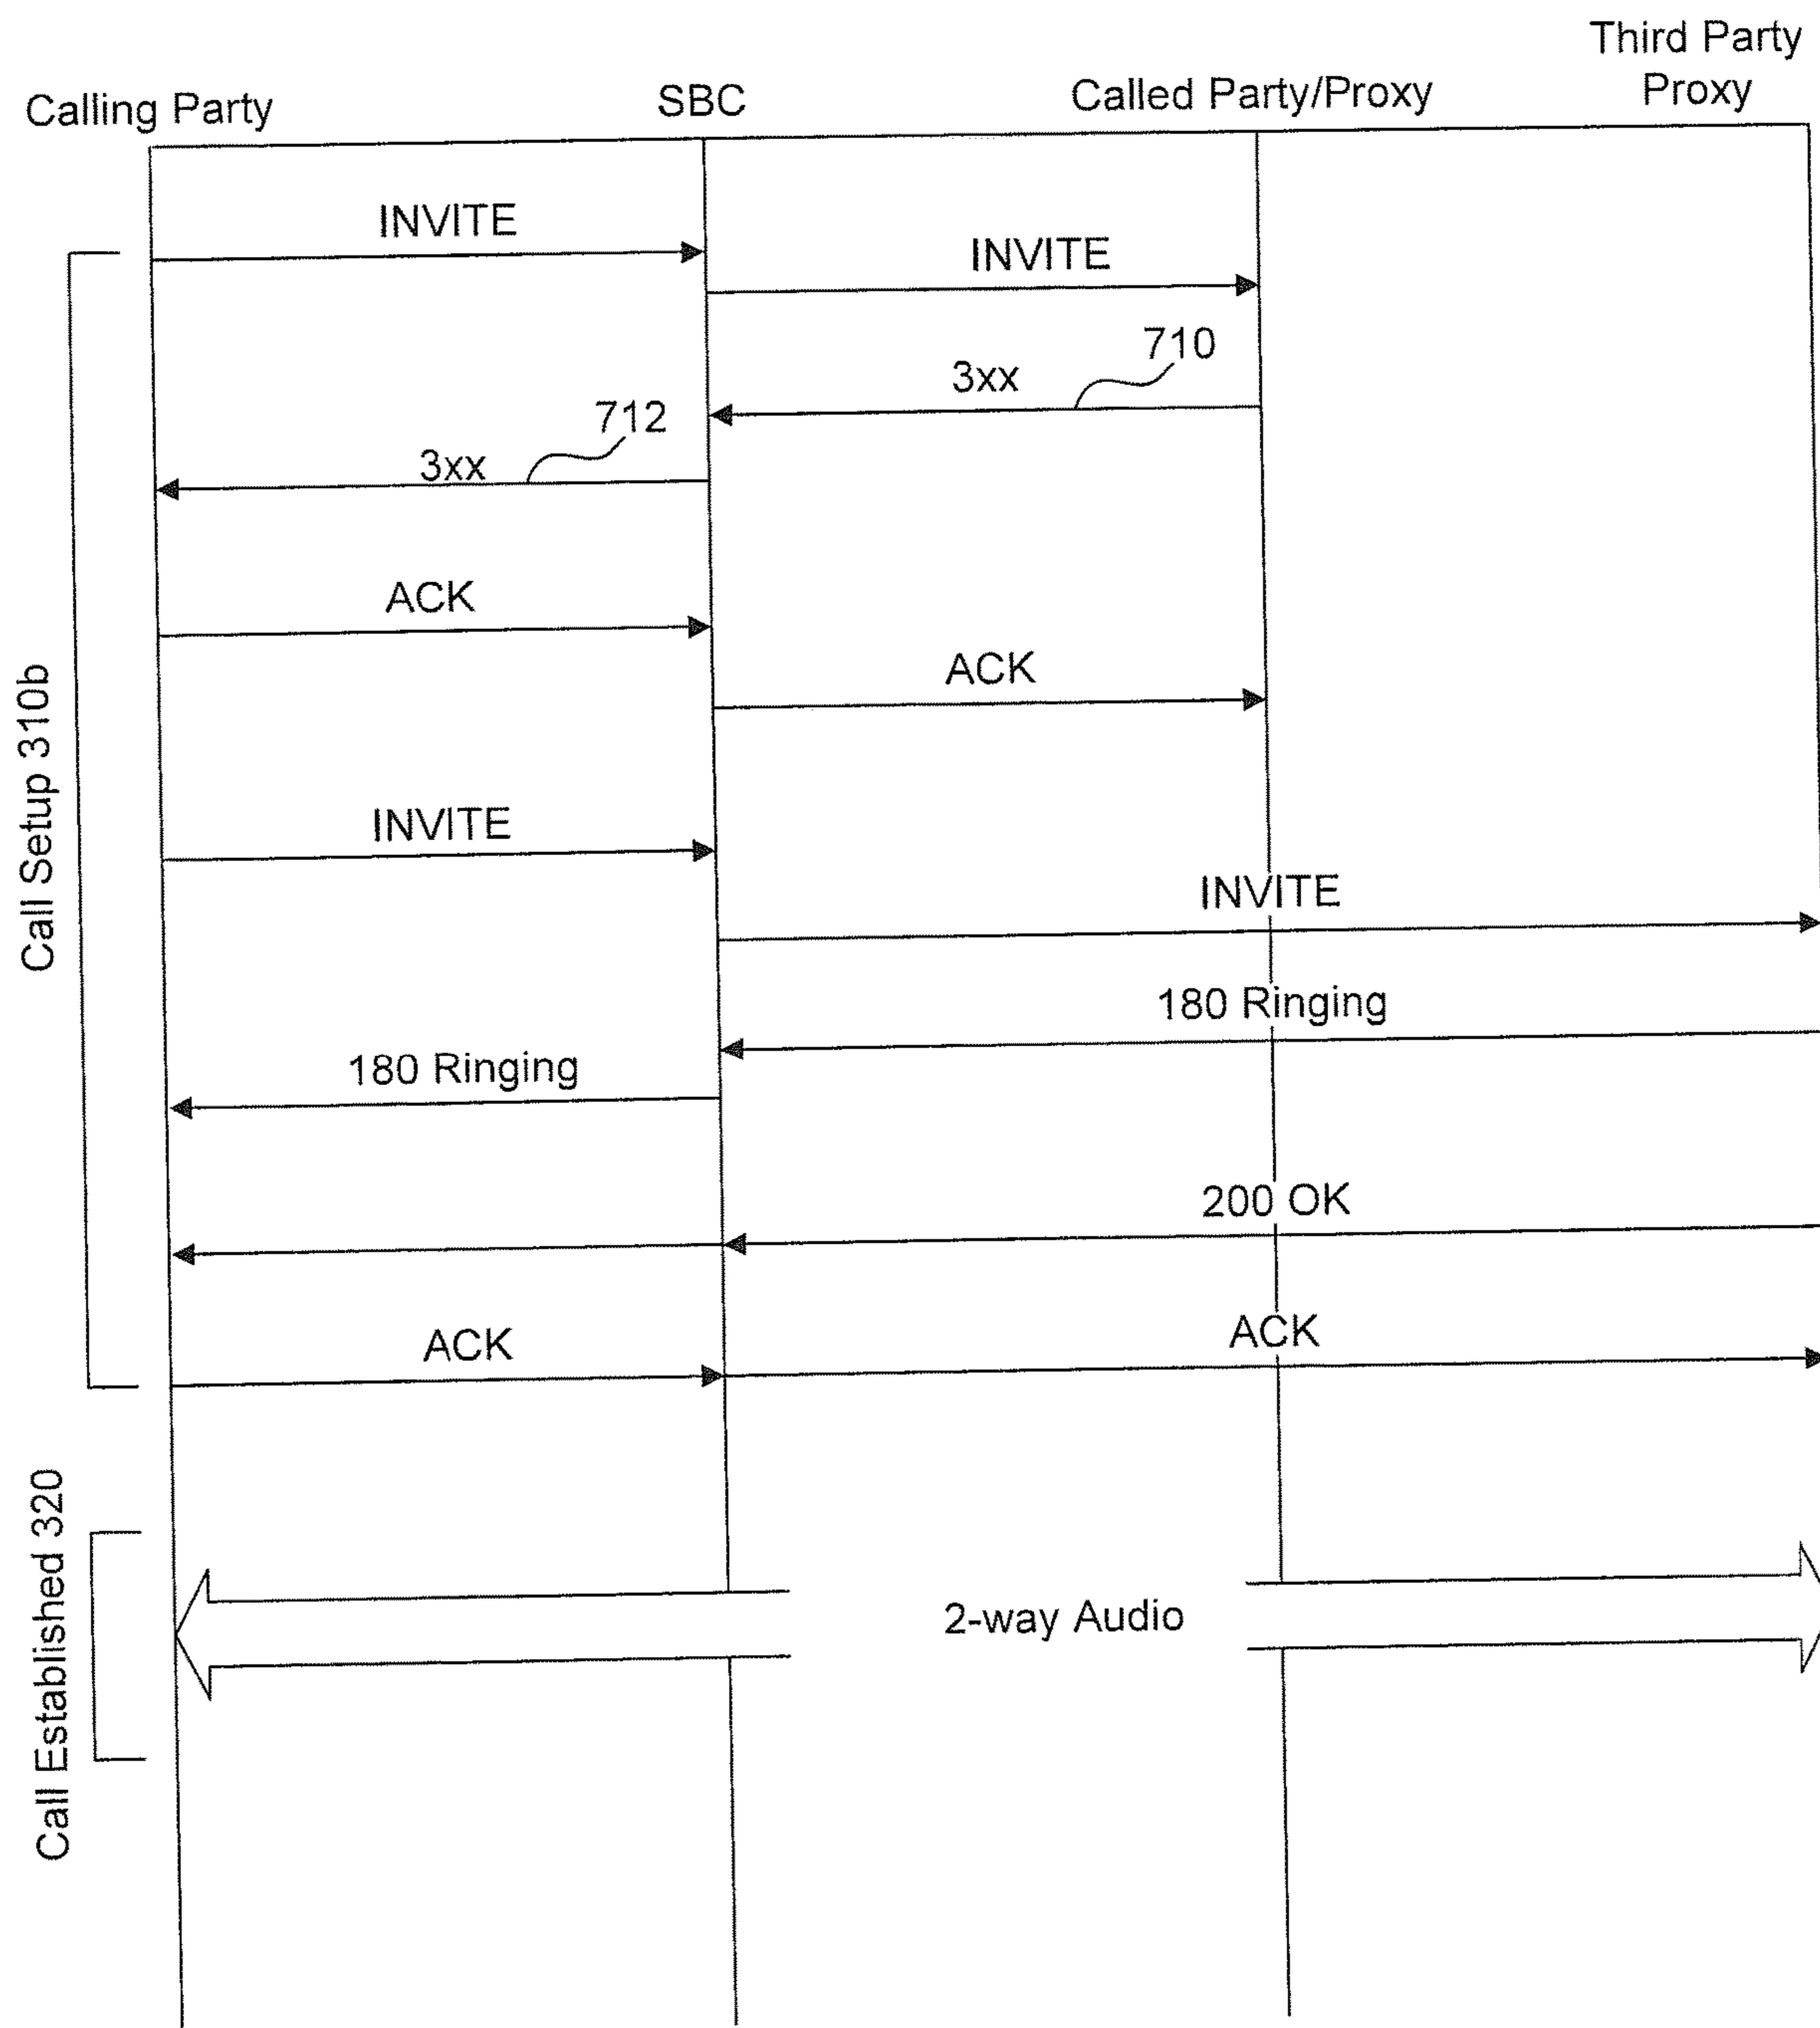 Third Party
Proxy
Calling Party
SBC
Called Party/Proxy
INVITE
INVITE
710
3xx
712
3xx
ACK
ACK
Call Setup 310b
INVITE
INVITE
180 Ringing
180 Ringing
200 OK
ACK
ACK
Call Established 320
2-way Audio